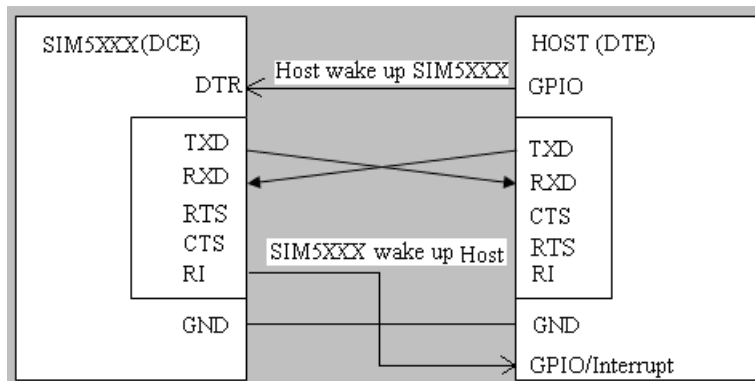 SIM5XXX(DCE)
HOST (DTE)
Host wake up SIM5XXX
DTR
GPIO
TXD
TXD
RXD
RXD
RTS
CTS
CTS
RTS
SIM5XXX wake up Host
RI
RI
GND
GND
GPIO/Interrupt